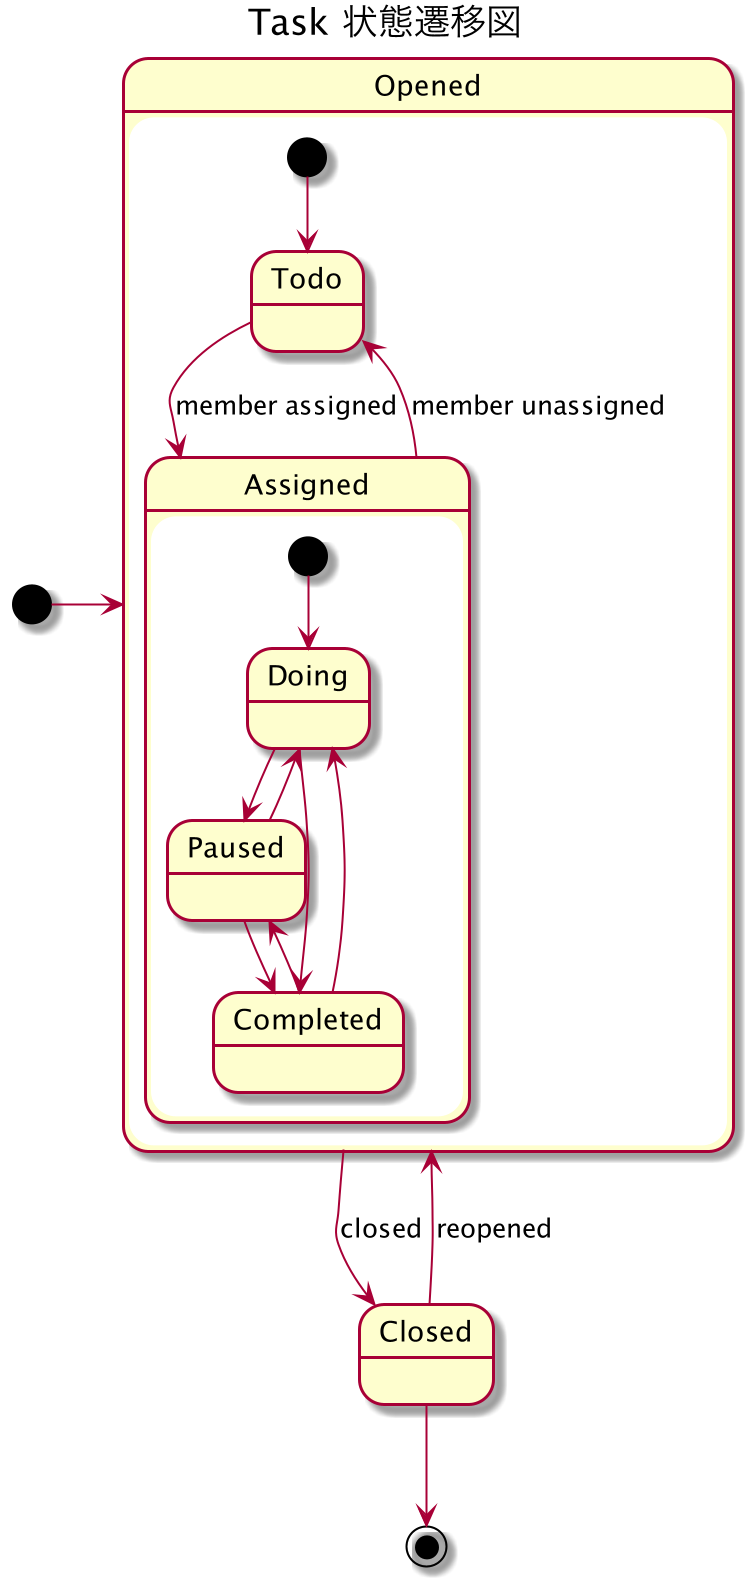 Task 状態遷移図
Opened
Todo
member assigned
member unassigned
Assigned
Doing
Paused
Completed
closed
reopened
Closed